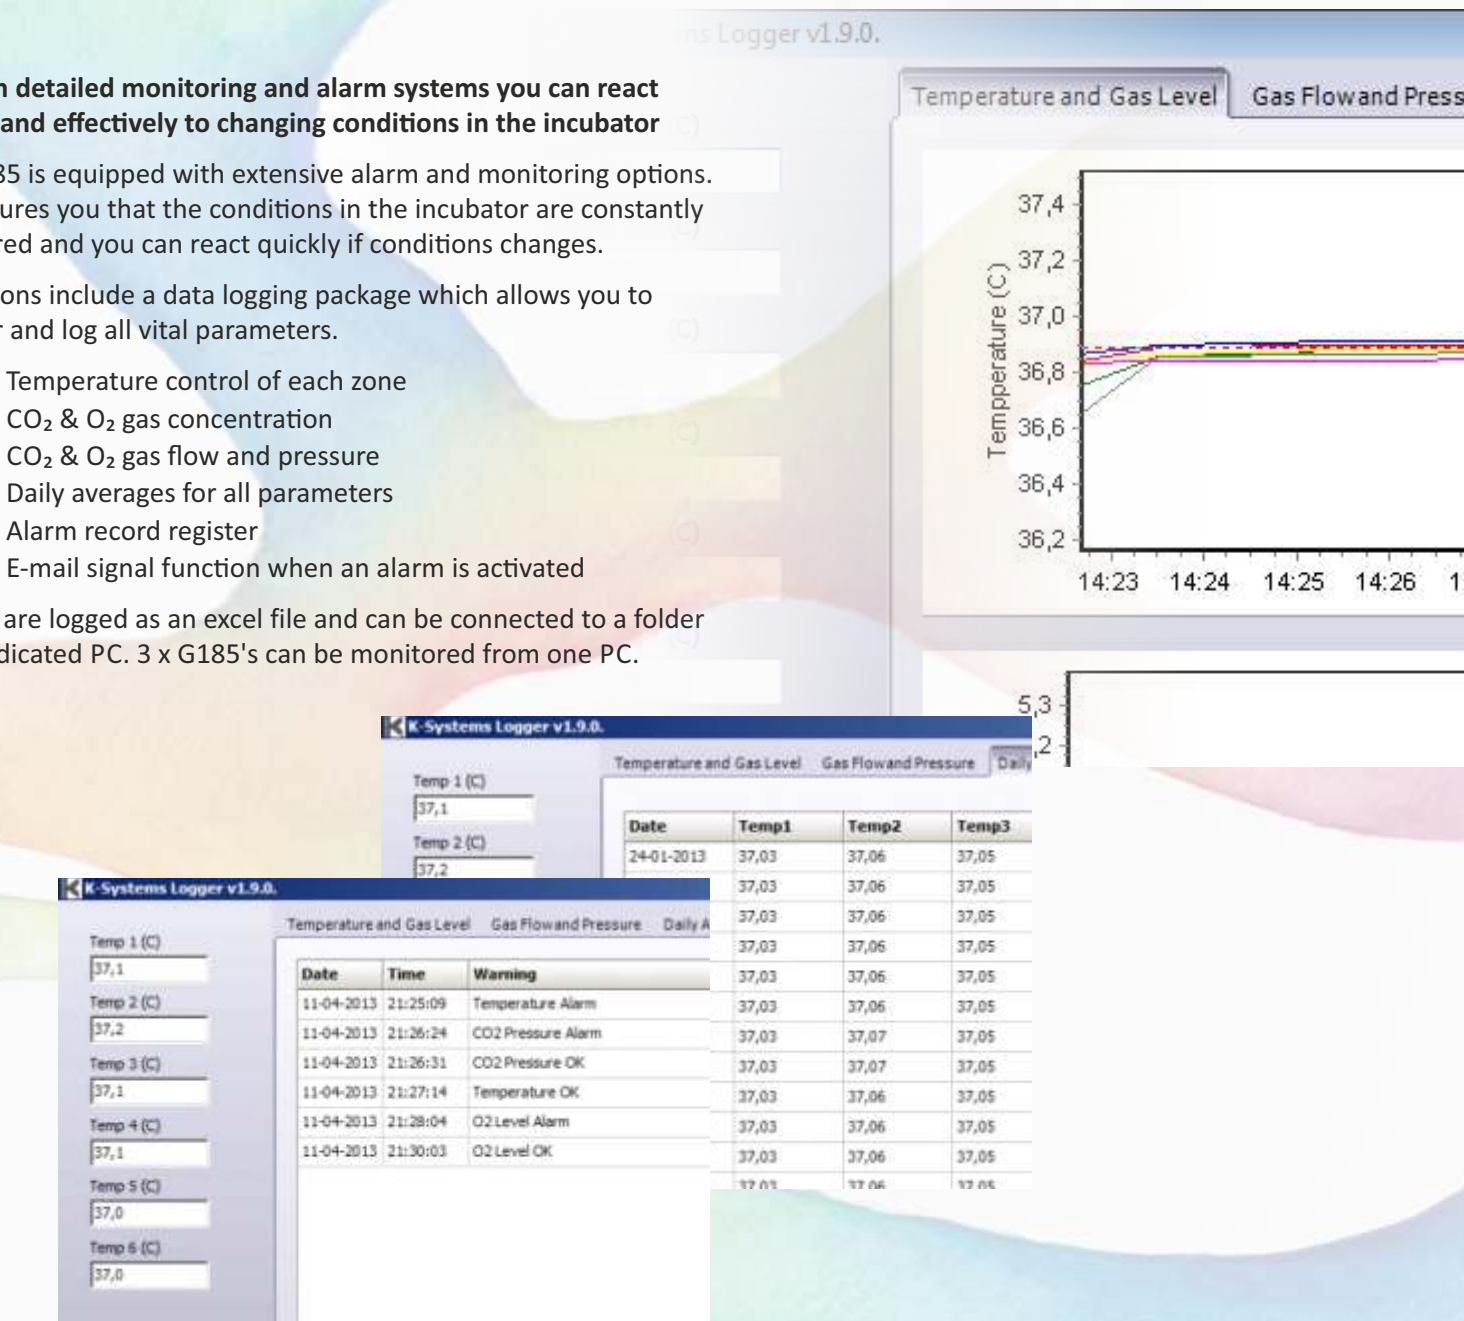 detailed monitoring and alarm systems you can react
and effectively to changing conditions in the incubator
is equipped with extensive alarm and monitoring options.
you that the conditions in the incubator are constantly
and you can react quickly if conditions changes.
include a data logging package which allows you to
and log all vital parameters.
Temperature control of each zone
CO₂ & O₂ gas concentration
CO₂ & O₂ gas flow and pressure
Daily averages for all parameters
Alarm record register
E-mail signal function when an alarm is activated
are logged as an excel file and can be connected to a folder
PC. 3 x G185's can be monitored from one PC.
Logger v1.9.0.
(C)
(C)
(C)
(C)
(C)
(C)
Temperature and Gas Level Gas Flowand Press
Tempperature (C)
37,4
37,2
37,0
36,8
36,6
36,4
36,2
14:23 14:24 14:25 14:26
5,3
,2
K-Systems Logger v1.9.0.
Temperature and Gas Level Gas Flowand Pressure Daily
Temp 1 (C)
37,1
Temp 2 (C)
37,2
Date Temp1 Temp2 Temp3
24-01-2013 37,03 37,06 37,05
37,03 37,06 37,05
37,03 37,06 37,05
37,03 37,06 37,05
37,03 37,06 37,05
37,03 37,06 37,05
37,03 37,07 37,05
37,03 37,07 37,05
37,03 37,06 37,05
37,03 37,06 37,05
37,03 37,06 37,05
37,03 37,06 37,05
K-Systems Logger v1.9.0.
Temperature and Gas Level Gas Flowand Pressure Daily A
Temp 1 (C)
37,1
Temp 2 (C)
37,2
Temp 3 (C)
37,1
Temp 4 (C)
37,1
Temp 5 (C)
37,0
Temp 6 (C)
37,0
Date Time Warning
11-04-2013 21:25:09 Temperature Alarm
11-04-2013 21:26:24 CO2 Pressure Alarm
11-04-2013 21:26:31 CO2 Pressure OK
11-04-2013 21:27:14 Temperature OK
11-04-2013 21:28:04 O2 Level Alarm
11-04-2013 21:30:03 O2 Level OK